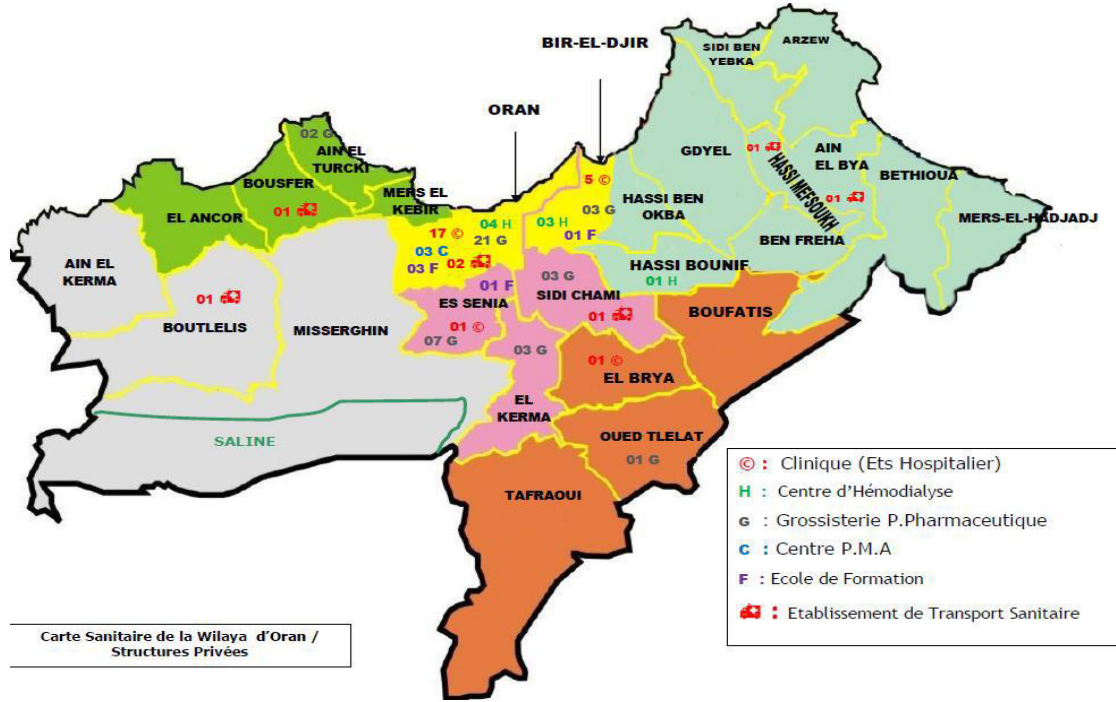 BIR-EL-DJIR
ORAN
SIDI BEN
YEBKA
ARZEW
02 G
AIN EL
TURCKI
BOUSFER
01
MERS EL
KEBIR
EL ANCOR
AIN EL
KERMA
01
BOUTLELIS
MISSERGHIN
SALINE
17 ©
04 H
21 G
03 C
03 F
02
5 ©
03 G
03 H
01 F
GDYEL
01
HASSI MEFSOUKH
AIN
EL BYA
01
BETHIOUA
MERS-EL-HADJADJ
HASSI BEN
OKBA
BEN FREHA
HASSI BOUNIF
01 H
01 F
ES SENIA
01 ©
07 G
03 G
SIDI CHAMI
01
03 G
EL
KERMA
BOUFATIS
01 ©
EL BRYA
OUED TLELAT
01 G
TAFRAOUI
© : Clinique (Ets Hospitalier)
H : Centre d'Hémodialyse
G : Grossisterie P.Pharmaceutique
C : Centre P.M.A
F : Ecole de Formation
: Etablissement de Transport Sanitaire
Carte Sanitaire de la Wilaya d'Oran /
Structures Privées